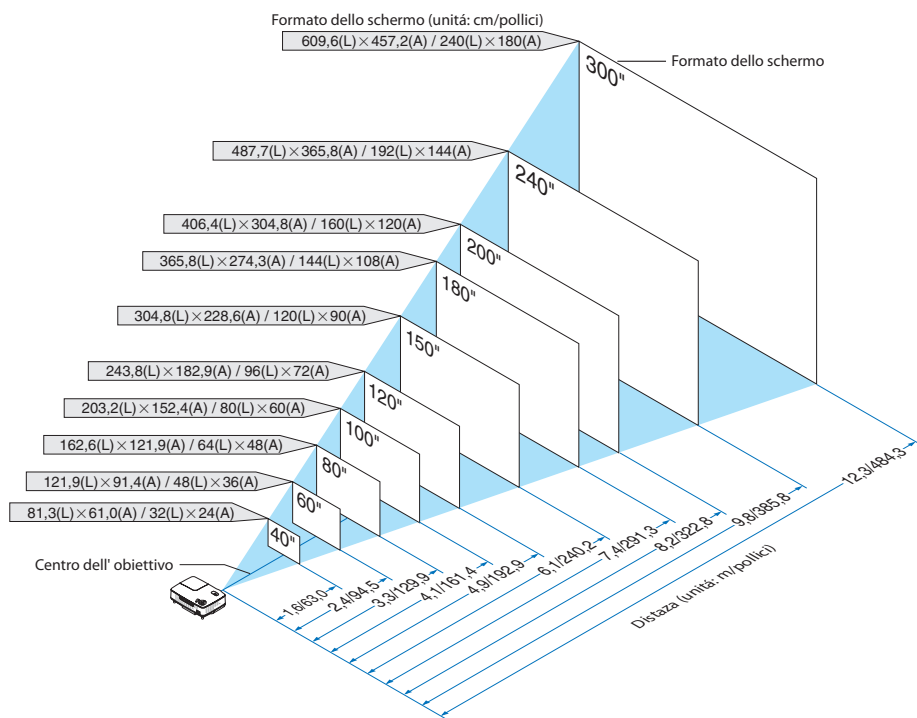 Formato dello schermo (unitá: cm/pollici)
609,6(L)×457,2(A) / 240(L)×180(A)
Formato dello schermo
300"
487,7(L)×365,8(A) / 192(L)×144(A)
240"
406,4(L)×304,8(A) / 160(L)×120(A)
200"
365,8(L)×274,3(A) / 144(L)×108(A)
180"
304,8(L)×228,6(A) / 120(L)×90(A)
150"
243,8(L)×182,9(A) / 96(L)×72(A)
120"
203,2(L)×152,4(A) / 80(L)×60(A)
100"
162,6(L)×121,9(A) / 64(L)×48(A)
80"
121,9(L)×91,4(A) / 48(L)×36(A)
60"
81,3(L)×61,0(A) / 32(L)×24(A)
40"
Centro dell' obiettivo
1,6/63,0
2,4/94,5
3,3/129,9
4,1/161,4
4,9/192,9
6,1/240,2
7,4/291,3
8,2/322,8
9,8/385,8
12,3/484,3
Distaza (unitá: m/pollici)